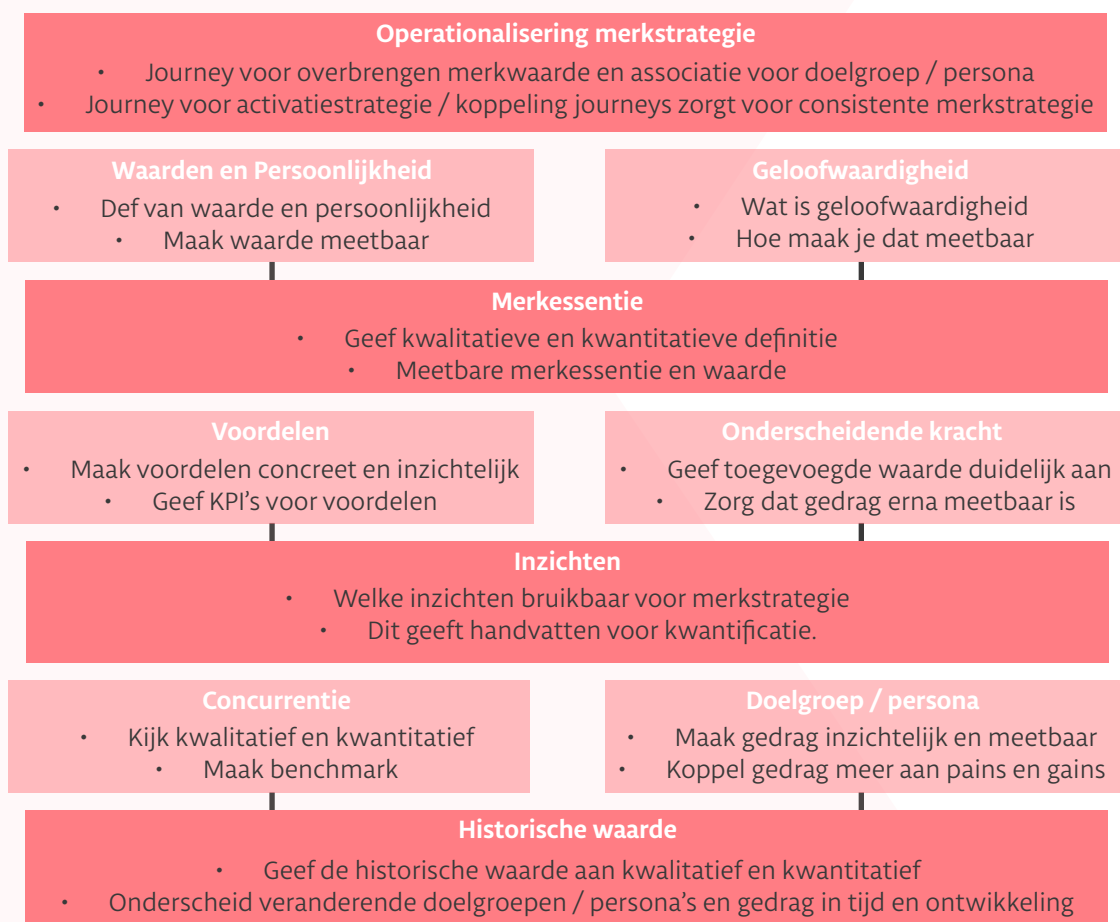 Operationalisering merkstrategie
• Journey voor overbrengen merkwaarde en associatie voor doelgroep / persona
• Journey voor activatiestrategie / koppeling journeys zorgt voor consistente merkstrategie
Waarden en Persoonlijkheid
• Def van waarde en persoonlijkheid
• Maak waarde meetbaar
Geloofwaardigheid
• Wat is geloofwaardigheid
• Hoe maak je dat meetbaar
Merkessentie
• Geef kwalitatieve en kwantitatieve definitie
• Meetbare merkessentie en waarde
Voordelen
• Maak voordelen concreet en inzichtelijk
• Geef KPI's voor voordelen
Onderscheidende kracht
• Geef toegevoegde waarde duidelijk aan
• Zorg dat gedrag erna meetbaar is
Inzichten
• Welke inzichten bruikbaar voor merkstrategie
• Dit geeft handvatten voor kwantificatie.
Concurrentie
• Kijk kwalitatief en kwantitatief
• Maak benchmark
Doelgroep / persona
• Maak gedrag inzichtelijk en meetbaar
• Koppel gedrag meer aan pains en gains
Historische waarde
• Geef de historische waarde aan kwalitatief en kwantitatief
• Onderscheid veranderende doelgroepen / persona's en gedrag in tijd en ontwikkeling